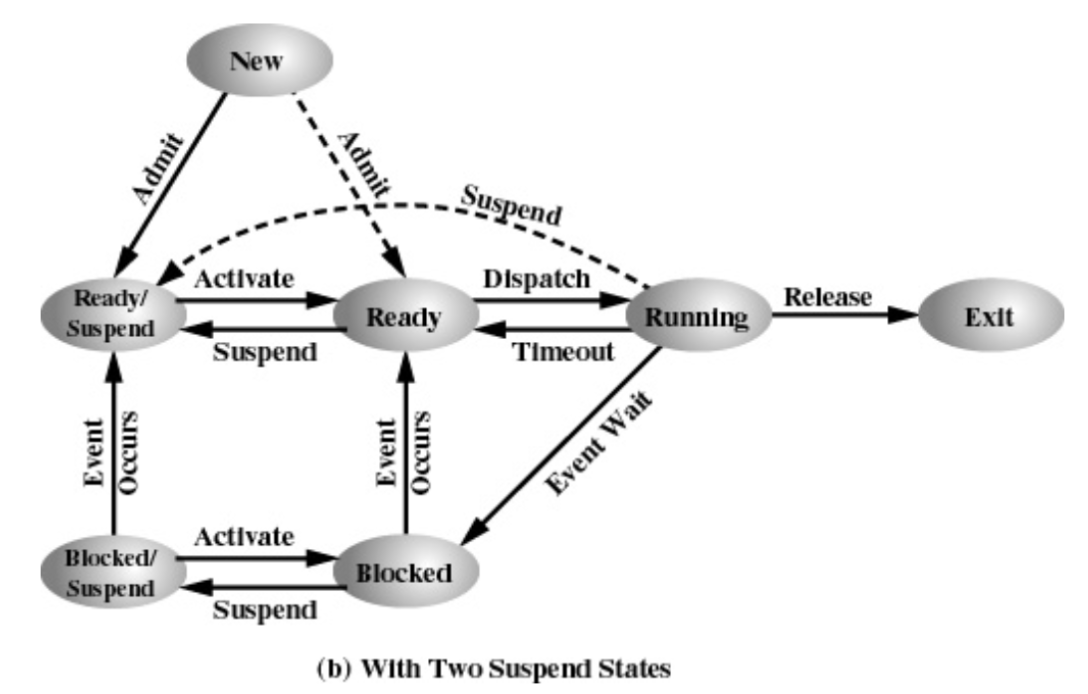 New
Admit
Admit
Suspend
Ready/
Suspend
Activate
Suspend
Ready
Dispatch
Timeout
Running
Release
Exit
Event
Occurs
Event
Occurs
Event Wait
Blocked/
Suspend
Activate
Suspend
Blocked
(b) With Two Suspend States